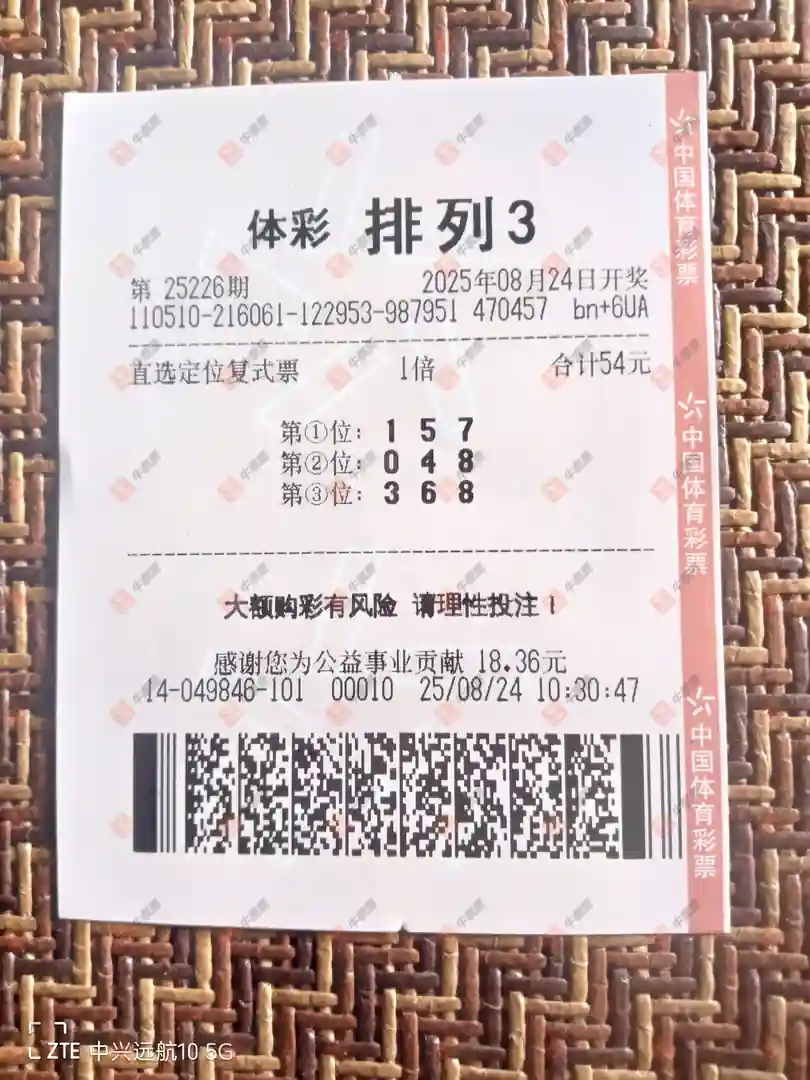 体彩 排列3
第 25226期 2025年08月24日开奖
110510-216061-122953-987951 470457 bn+6UA
直选定位复式票 1倍 合计54元
第①位: 1 5 7
第②位: 0 4 8
第③位: 3 6 8
大额购彩有风险 请理性投注!
感谢您为公益事业贡献 18.36元
14-049846-101 00010 25/08/24 10:30:47
中国体育彩票
中国体育彩票
中国体育彩票
ZTE 中兴远航10 5G